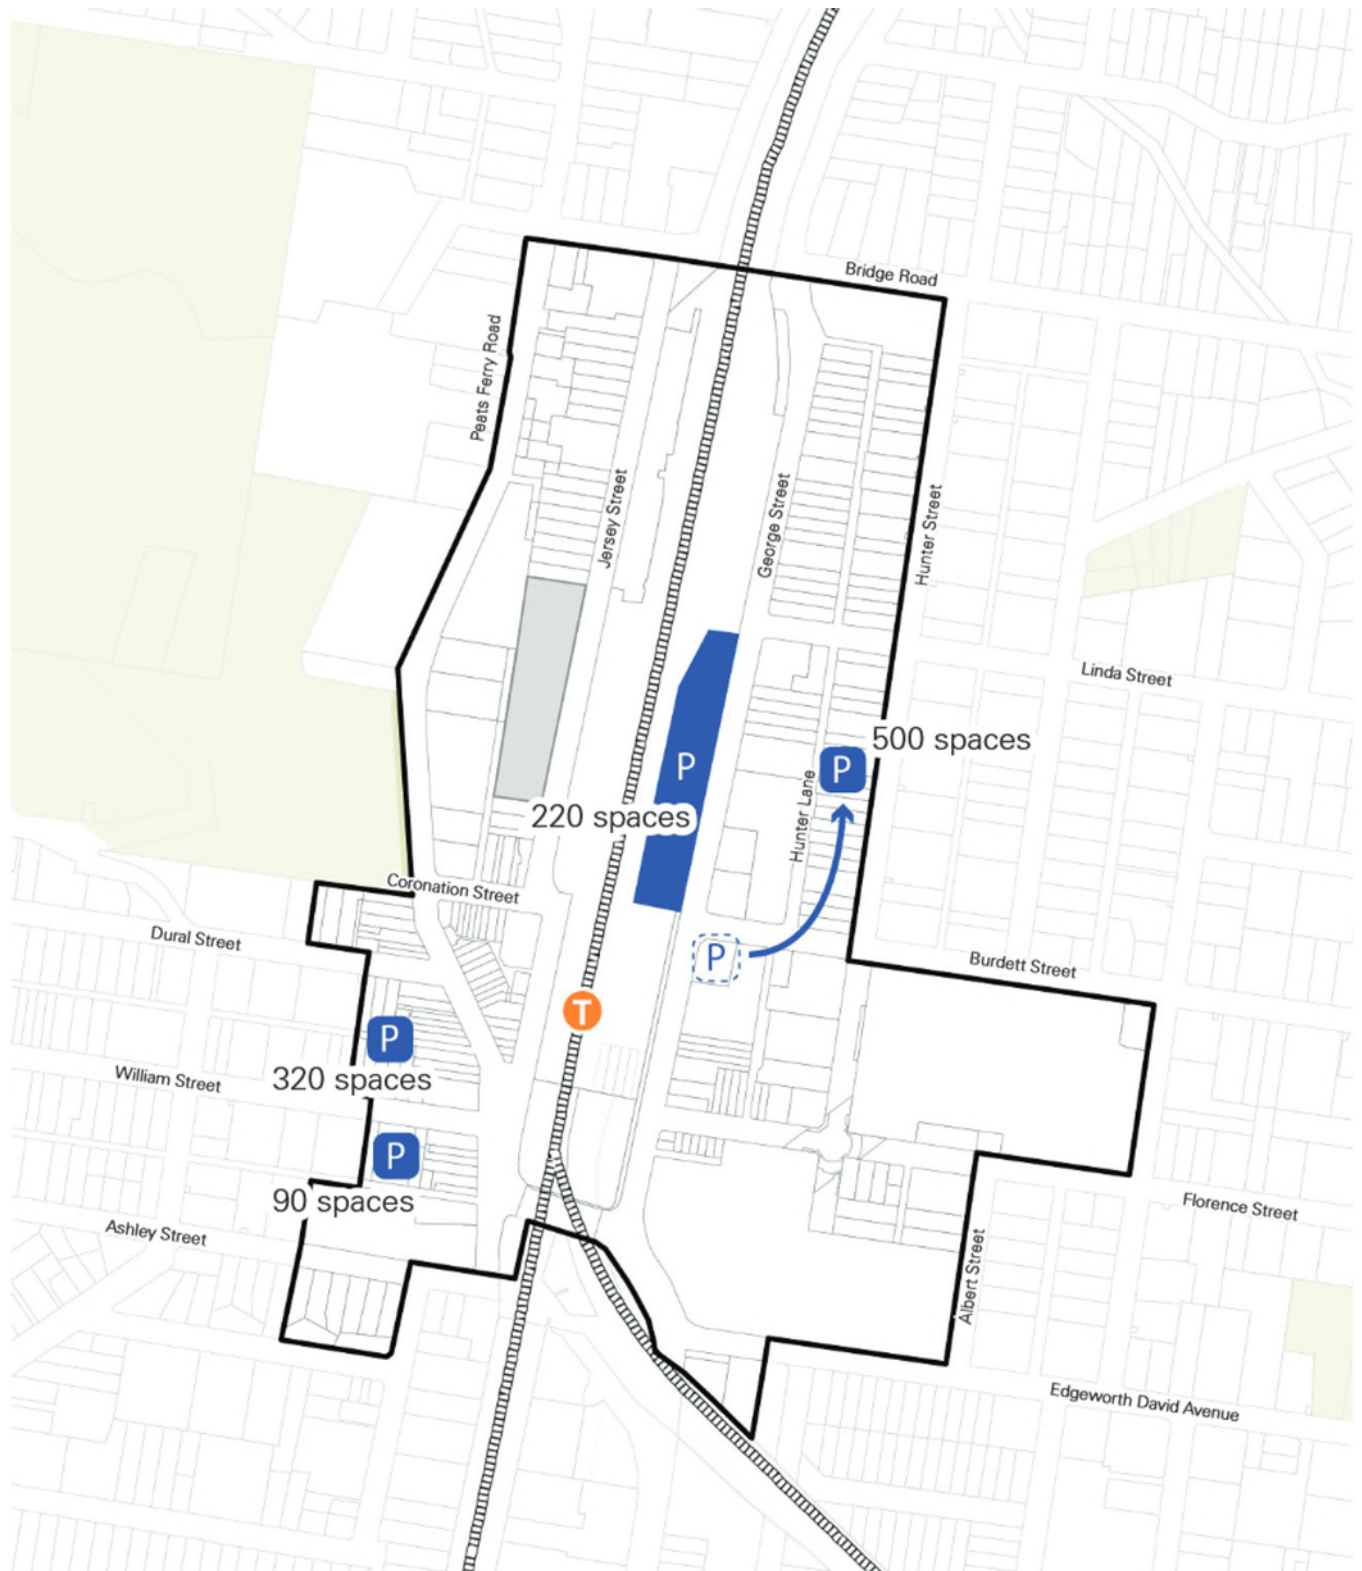 Bridge Road
Peats Ferry Road
Jersey Street
George Street
Hunter Street
Linda Street
500 spaces
P
P
Hunter Lane
220 spaces
Coronation Street
Dural Street
P
Burdett Street
T
P
320 spaces
William Street
P
90 spaces
Florence Street
Ashley Street
Albert Street
Edgeworth David Avenue